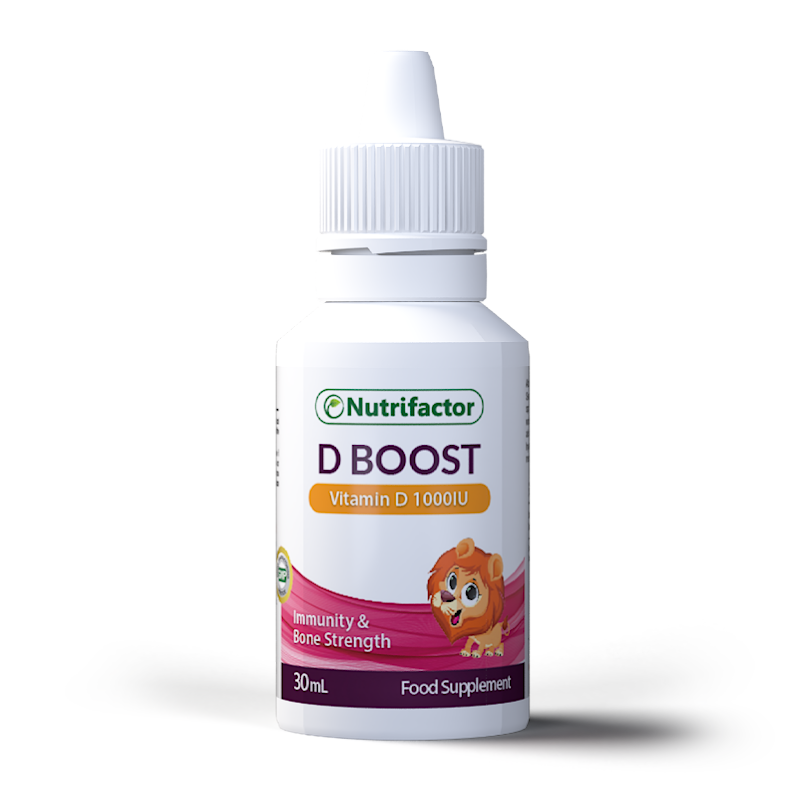 Nutrifactor
D BOOST
Vitamin D 1000IU
Immunity &
Bone Strength
30mL
Food Supplement